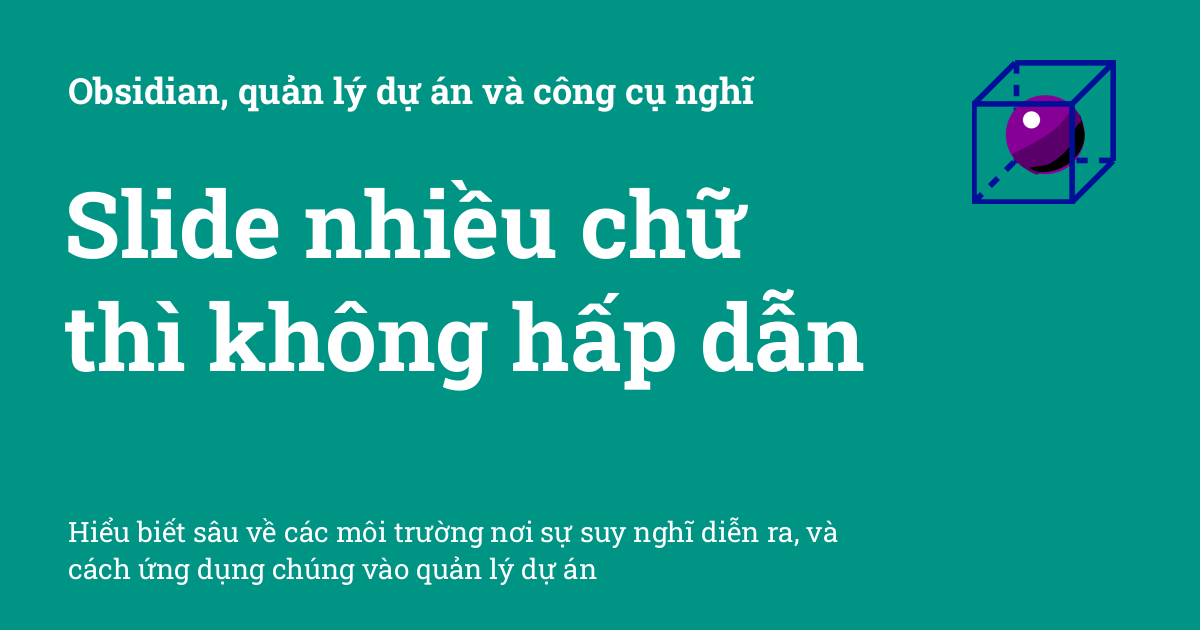 Obsidian, quản lý dự án và công cụ nghĩ
Slide nhiều chữ
thì không hấp dẫn
Hiểu biết sâu về các môi trường nơi sự suy nghĩ diễn ra, và
cách ứng dụng chúng vào quản lý dự án